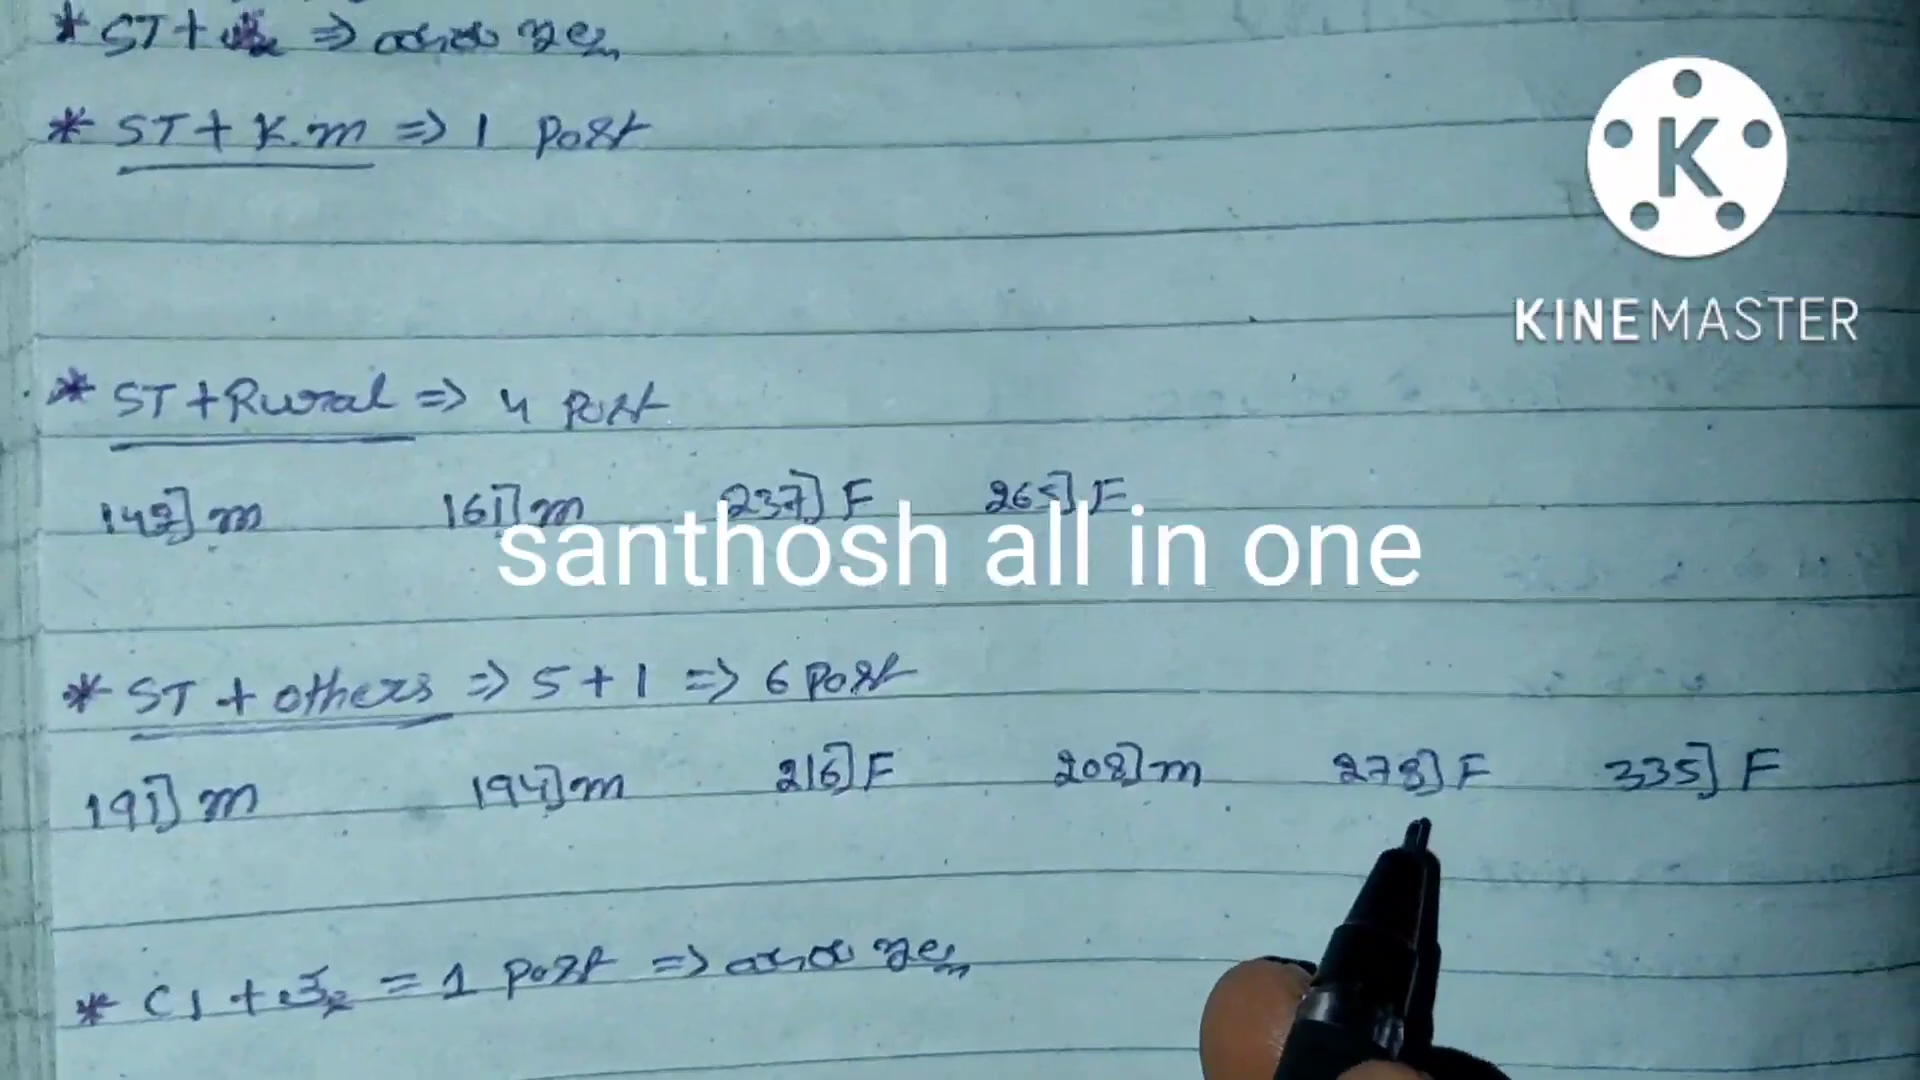 * ST +
* ST + K.m => 1 Post
K
KINEMASTER
* ST + Rural => 4 Post
142] m 161] m 237] F 265] F
santhosh all in one
* ST + others => 5 + 1 => 6 Post
191] m 194] m 216] F 208] m 278] F 335] F
* C1 + = 1 Post =>